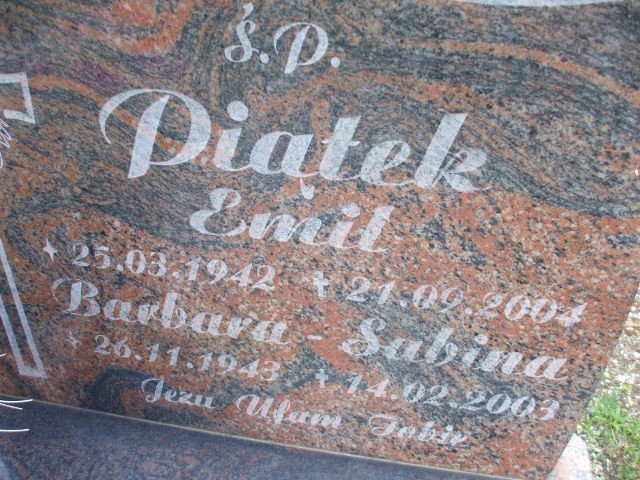 Ś.P.
Piątek
Emil
* 25.03.1942 + 21.09.2004
Barbara - Sabina
* 26.11.1943 + 14.02.2003
Jezu Ufam Tobie